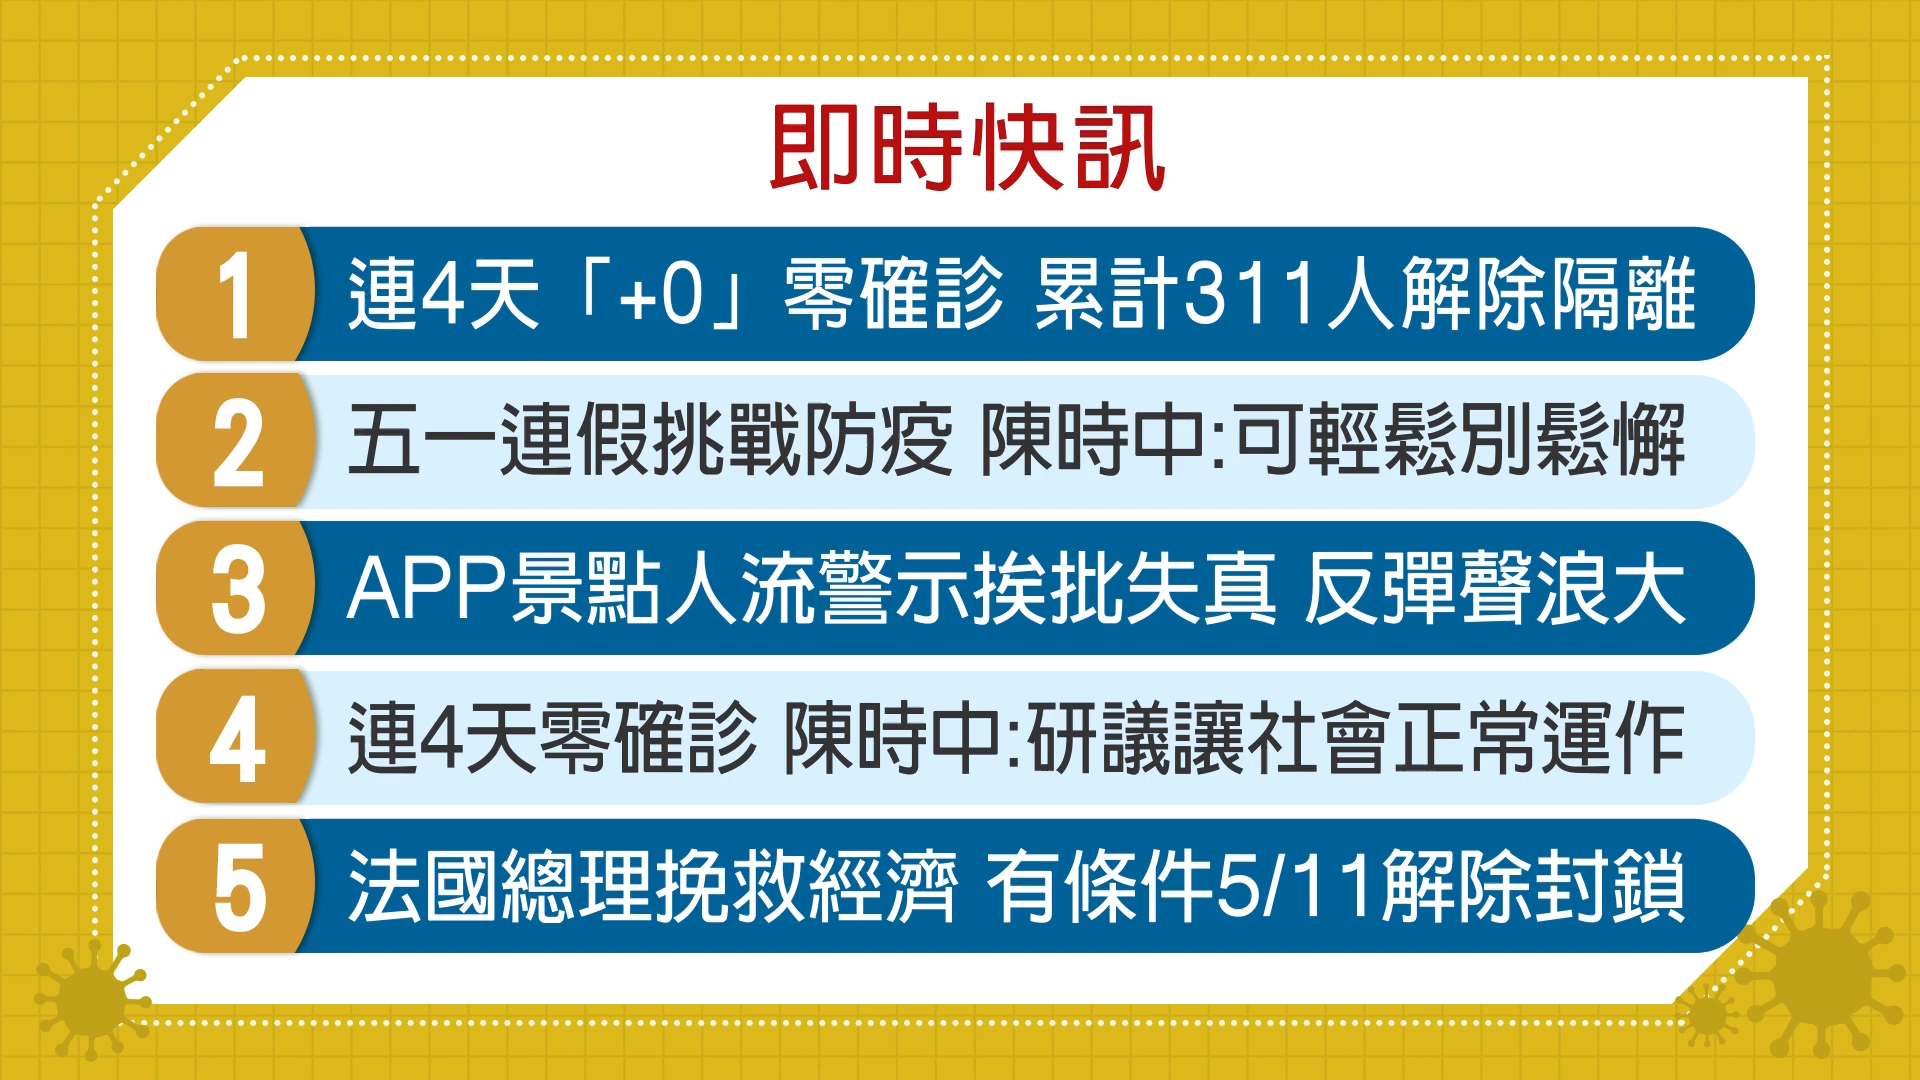 即時快訊
1 連4天「+0」零確診 累計311人解除隔離
2 五一連假挑戰防疫 陳時中:可輕鬆別鬆懈
3 APP景點人流警示挨批失真 反彈聲浪大
4 連4天零確診 陳時中:研議讓社會正常運作
5 法國總理挽救經濟 有條件5/11解除封鎖